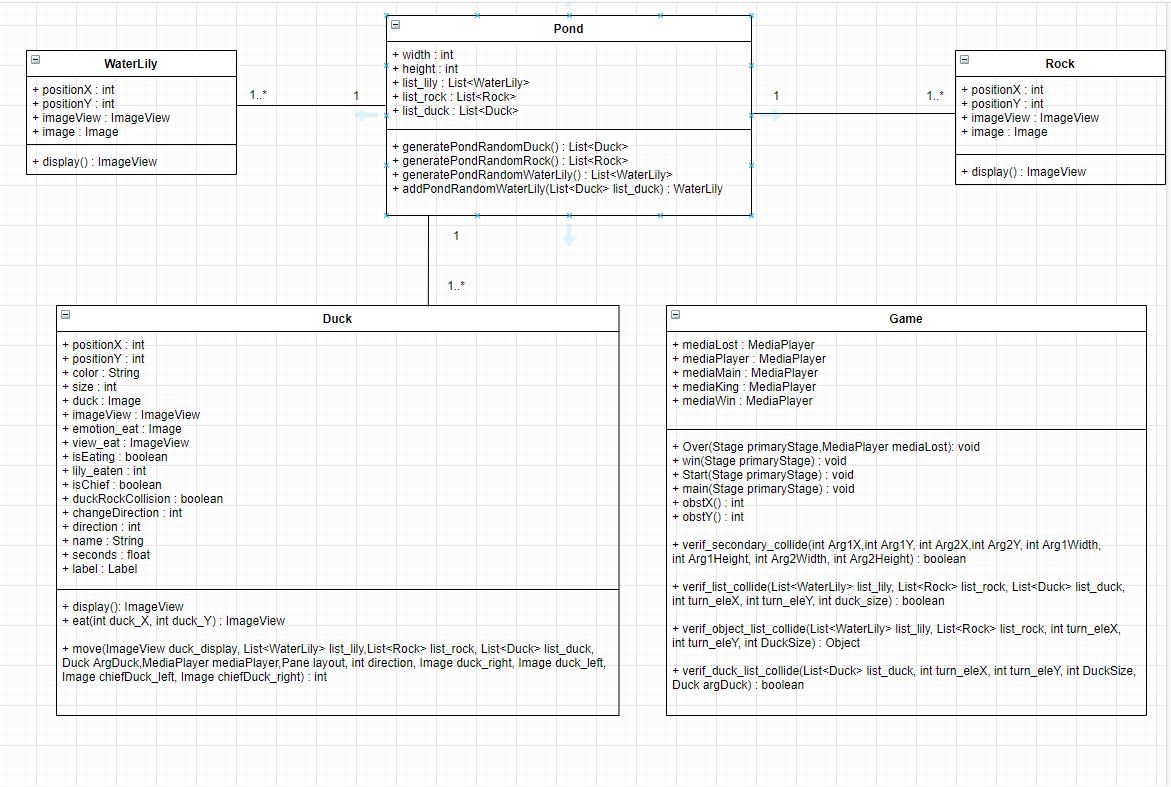 Pond
+ width : int
+ height : int
+ list_lily : List<WaterLily>
+ list_rock : List<Rock>
+ list_duck : List<Duck>
+ generatePondRandomDuck() : List<Duck>
+ generatePondRandomRock() : List<Rock>
+ generatePondRandomWaterLily() : List<WaterLily>
+ addPondRandomWaterLily(List<Duck> list_duck) : WaterLily
WaterLily
+ positionX : int
+ positionY : int
+ imageView : ImageView
+ image : Image
+ display() : ImageView
1..*
1
1
1..*
Rock
+ positionX : int
+ positionY : int
+ imageView : ImageView
+ image : Image
+ display() : ImageView
1
1..*
Duck
+ positionX : int
+ positionY : int
+ color : String
+ size : int
+ duck : Image
+ imageView : ImageView
+ emotion_eat : Image
+ view_eat : ImageView
+ isEating : boolean
+ lily_eaten : int
+ isChief : boolean
+ duckRockCollision : boolean
+ changeDirection : int
+ direction : int
+ name : String
+ seconds : float
+ label : Label
+ display(): ImageView
+ eat(int duck_X, int duck_Y) : ImageView
+ move(ImageView duck_display, List<WaterLily> list_lily,List<Rock> list_rock, List<Duck> list_duck,
Duck ArgDuck,MediaPlayer mediaPlayer,Pane layout, int direction, Image duck_right, Image duck_left,
Image chiefDuck_left, Image chiefDuck_right) : int
Game
+ mediaLost : MediaPlayer
+ mediaPlayer : MediaPlayer
+ mediaMain : MediaPlayer
+ mediaKing : MediaPlayer
+ mediaWin : MediaPlayer
+ Over(Stage primaryStage,MediaPlayer mediaLost): void
+ win(Stage primaryStage) : void
+ Start(Stage primaryStage) : void
+ main(Stage primaryStage) : void
+ obstX() : int
+ obstY() : int
+ verif_secondary_collide(int Arg1X,int Arg1Y, int Arg2X,int Arg2Y, int Arg1Width,
int Arg1Height, int Arg2Width, int Arg2Height) : boolean
+ verif_list_collide(List<WaterLily> list_lily, List<Rock> list_rock, List<Duck> list_duck,
int turn_eleX, int turn_eleY, int duck_size) : boolean
+ verif_object_list_collide(List<WaterLily> list_lily, List<Rock> list_rock, int turn_eleX,
int turn_eleY, int DuckSize) : Object
+ verif_duck_list_collide(List<Duck> list_duck, int turn_eleX, int turn_eleY, int DuckSize,
Duck argDuck) : boolean